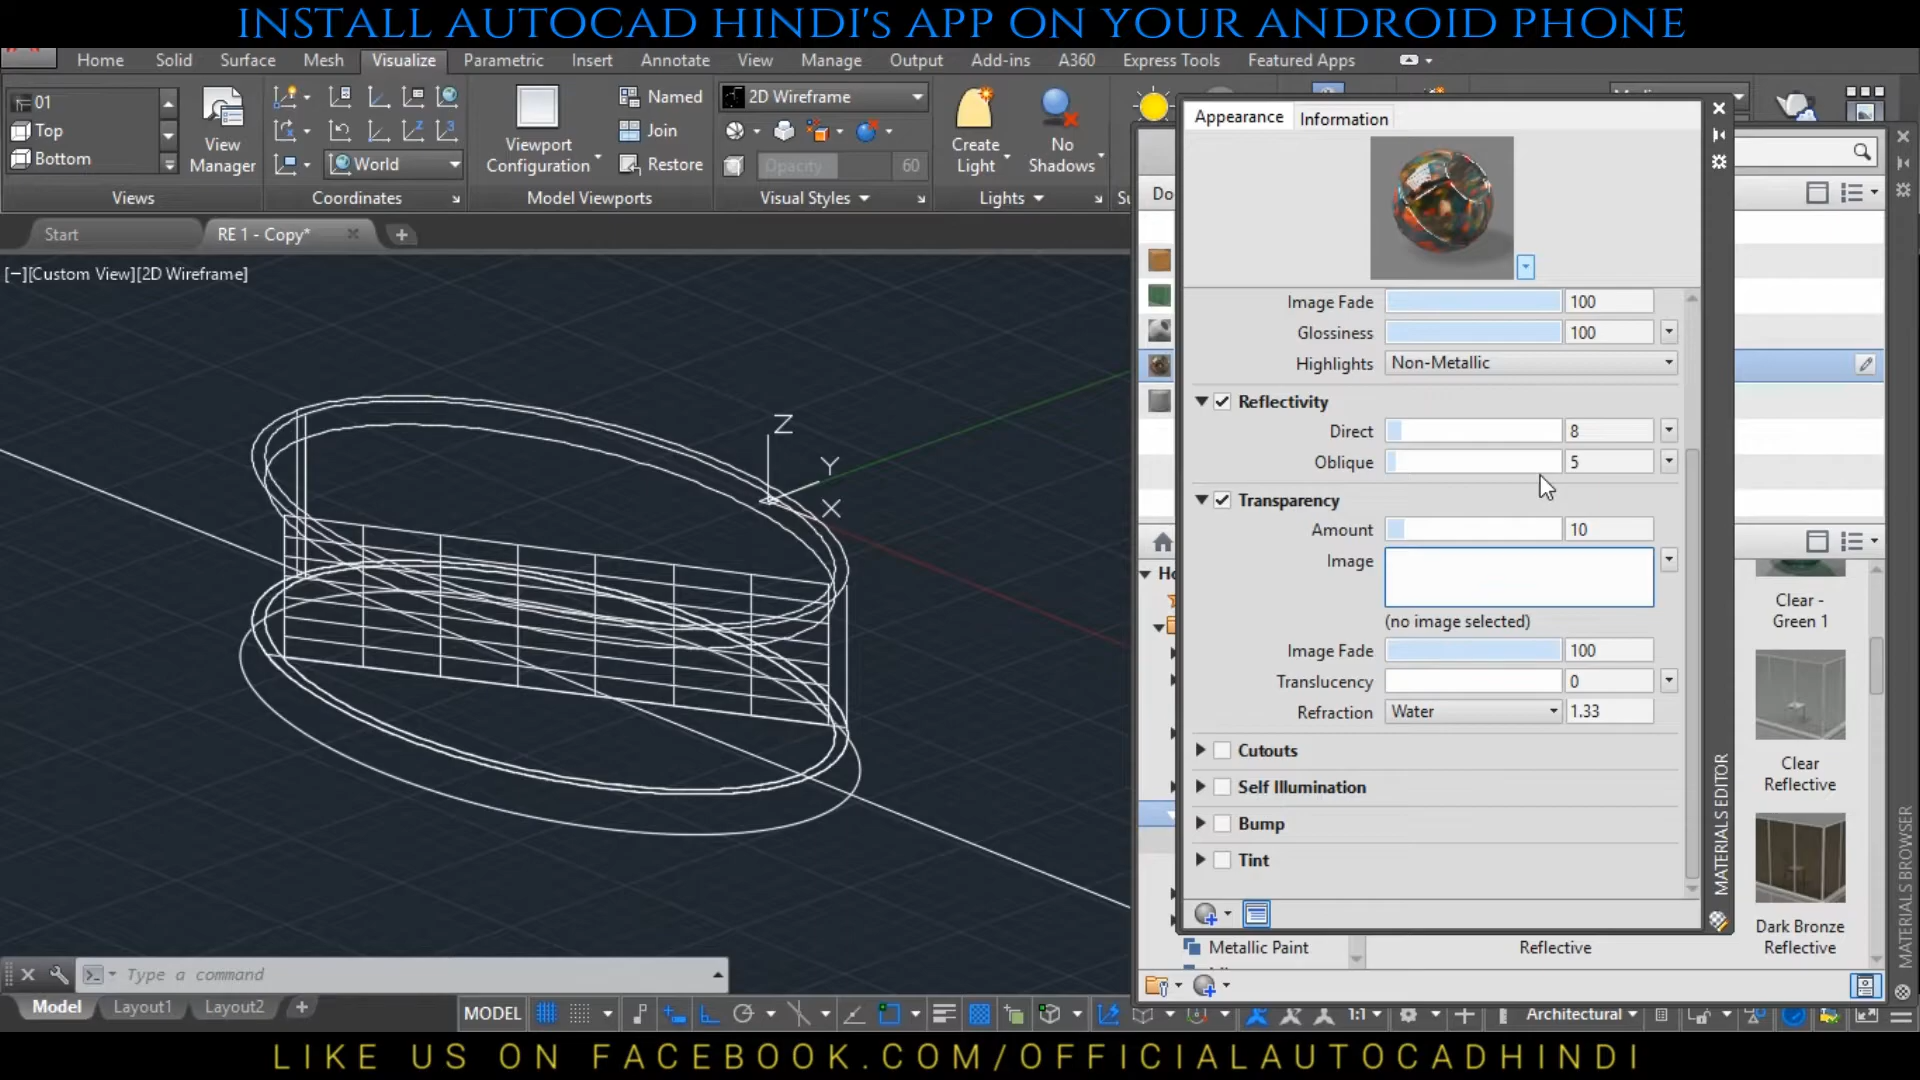 INSTALL AUTOCAD HINDI'S APP ON YOUR ANDROID PHONE
Home Solid Surface Mesh Visualize Parametric Insert Annotate View Manage Output Add-ins A360 Express Tools Featured Apps
01
Top
Bottom
View
Manager
World
Viewport
Configuration
Named
Join
Restore
2D Wireframe
Opacity 60
Create
Light
No
Shadows
Views Coordinates Model Viewports Visual Styles Lights
Start RE 1 - Copy*
[−][Custom View][2D Wireframe]
Z
Y
X
Appearance Information
Image Fade 100
Glossiness 100
Highlights Non-Metallic
Reflectivity
Direct 8
Oblique 5
Transparency
Amount 10
Image
(no image selected)
Image Fade 100
Translucency 0
Refraction Water 1.33
Cutouts
Self Illumination
Bump
Tint
MATERIALS EDITOR
Do
Clear -
Green 1
Clear
Reflective
Dark Bronze
Reflective
Metallic Paint Reflective
MATERIALS BROWSER
Type a command
Model Layout1 Layout2
MODEL 1:1 Architectural
LIKE US ON FACEBOOK.COM/OFFICIALAUTOCADHINDI